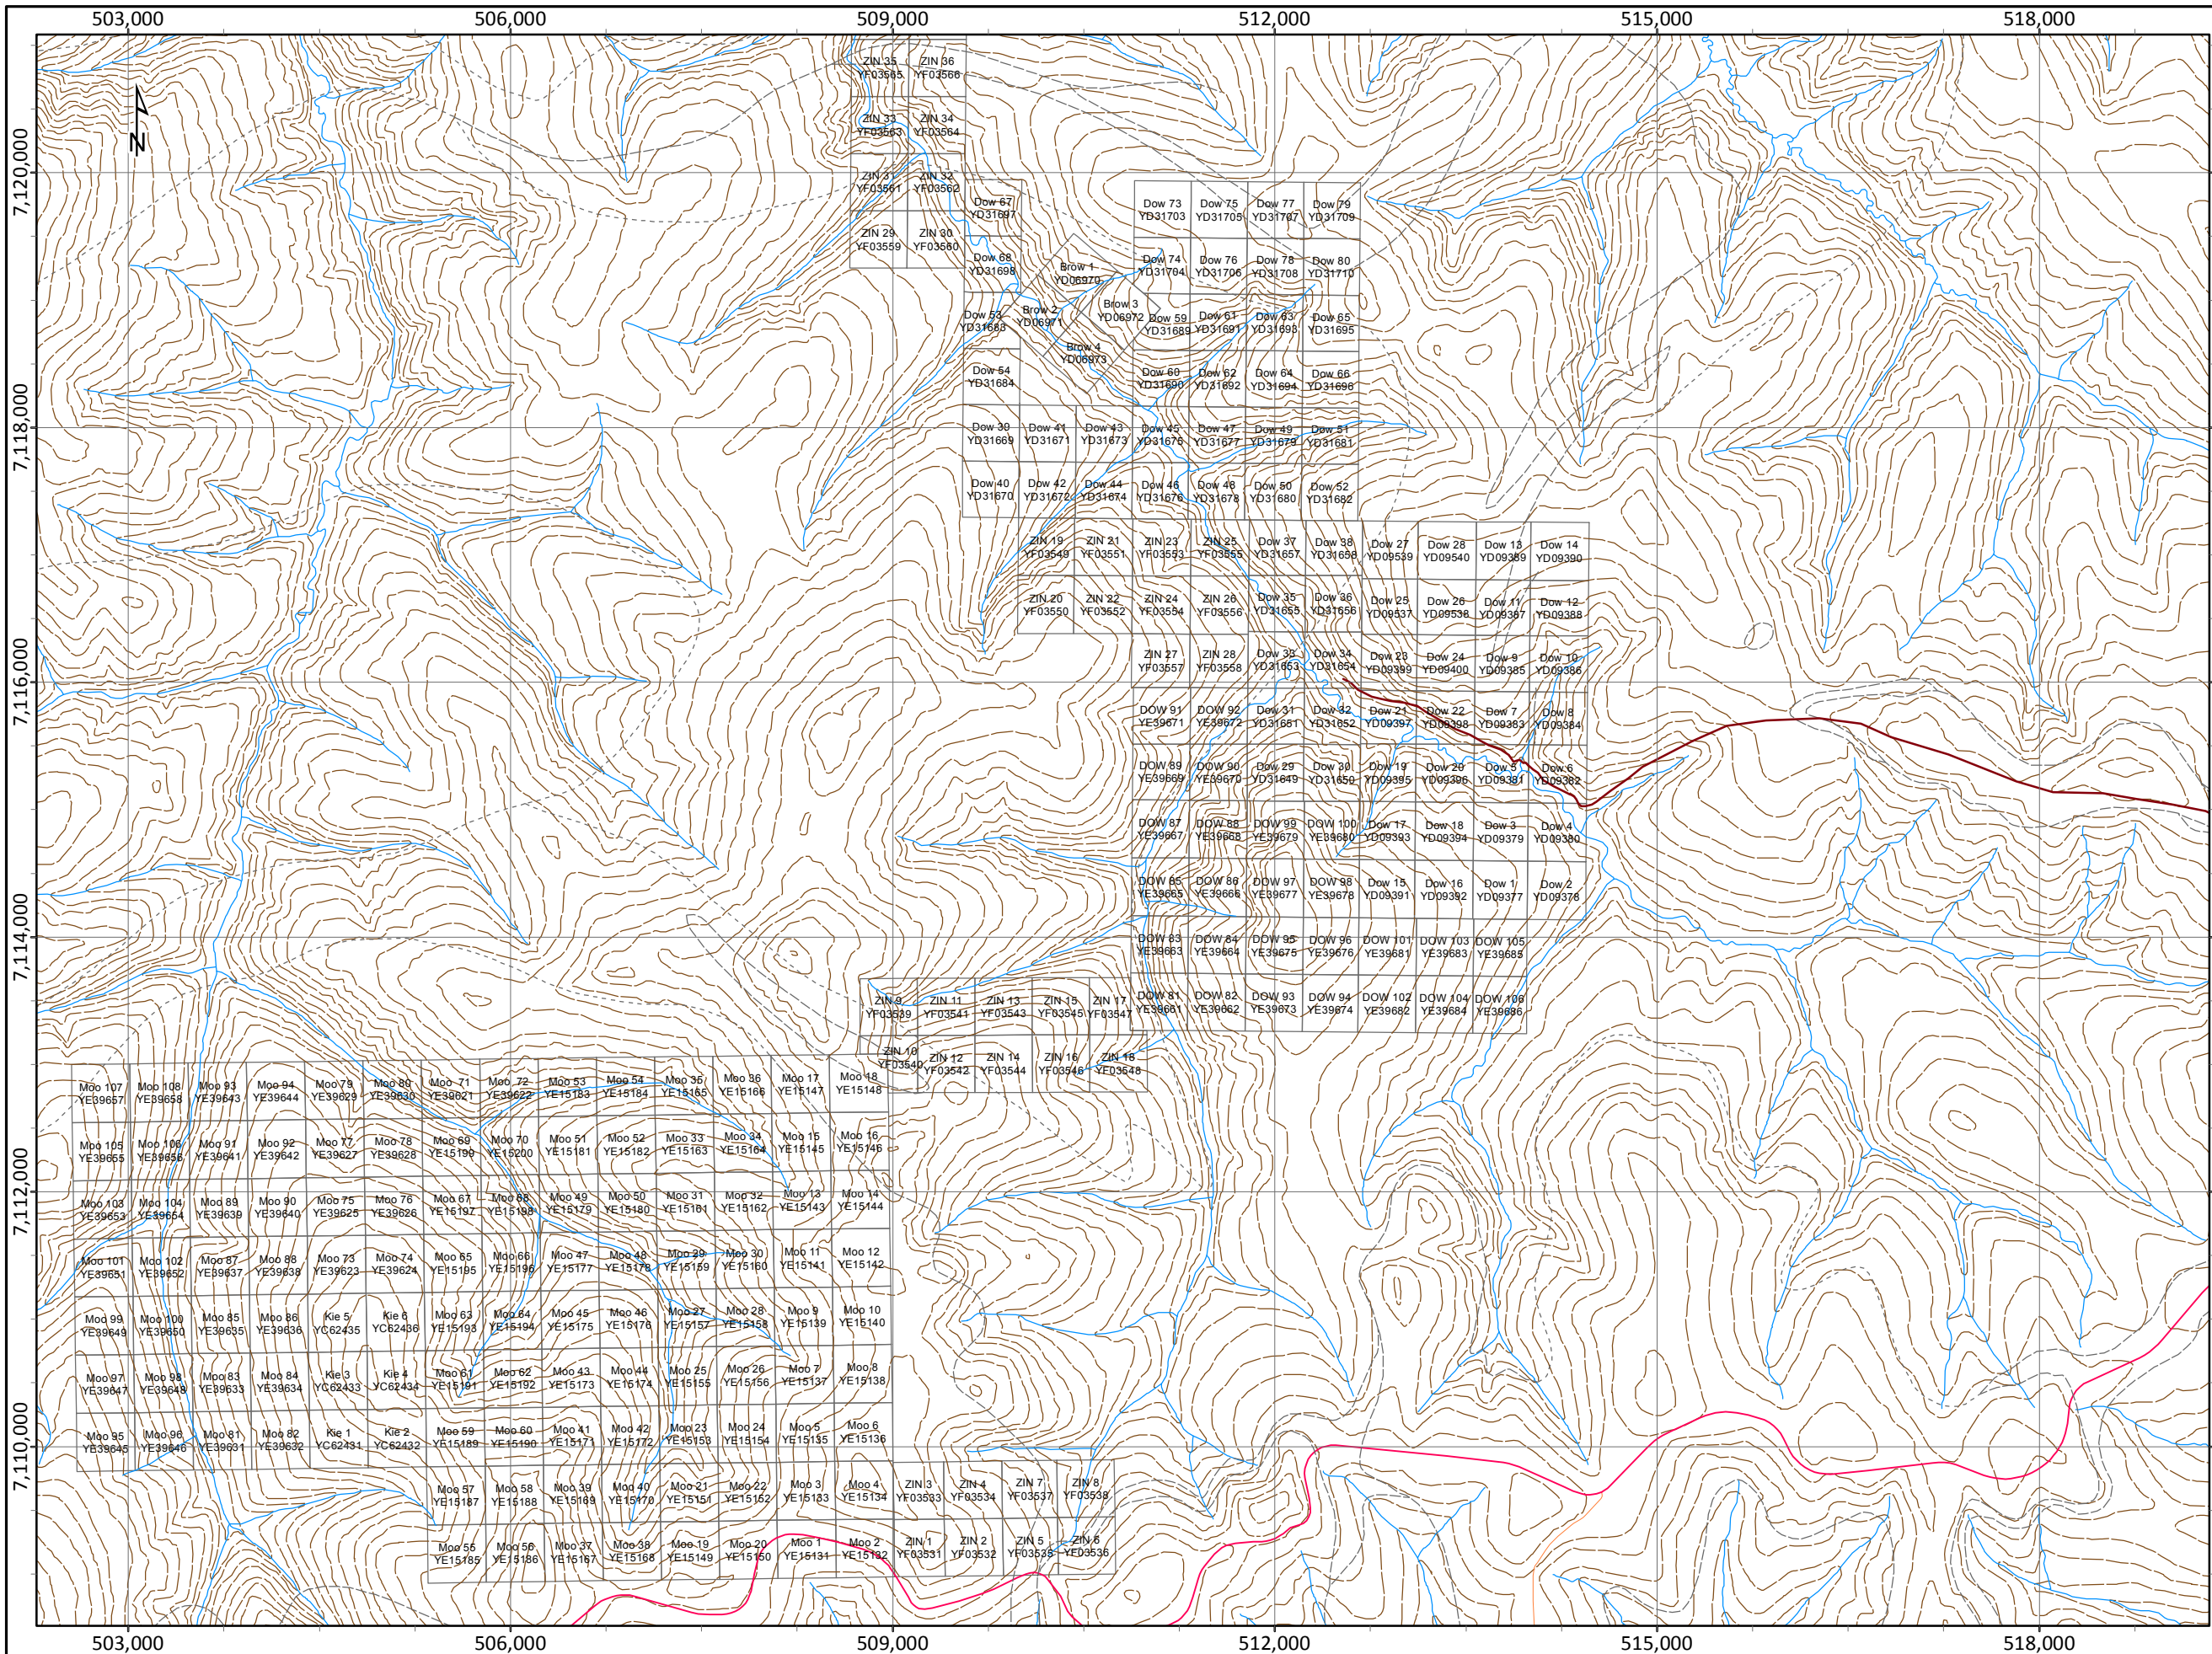 503,000
506,000
509,000
512,000
515,000
518,000
7,120,000
7,118,000
7,116,000
7,114,000
7,112,000
7,110,000
N
ZIN 35
YF03565
ZIN 36
YF03566
ZIN 33
YF03563
ZIN 34
YF03564
ZIN 31
YF03561
ZIN 32
YF03562
ZIN 29
YF03559
ZIN 30
YF03560
Dow 67
YD31697
Dow 68
YD31698
Dow 73
YD31703
Dow 75
YD31705
Dow 77
YD31707
Dow 79
YD31709
Dow 74
YD31704
Dow 76
YD31706
Dow 78
YD31708
Dow 80
YD31710
Brow 1
YD06970
Brow 2
YD06971
Brow 3
YD06972
Brow 4
YD06973
Dow 53
YD31683
Dow 59
YD31689
Dow 61
YD31691
Dow 63
YD31693
Dow 65
YD31695
Dow 54
YD31684
Dow 60
YD31690
Dow 62
YD31692
Dow 64
YD31694
Dow 66
YD31696
Dow 39
YD31669
Dow 41
YD31671
Dow 43
YD31673
Dow 45
YD31675
Dow 47
YD31677
Dow 49
YD31679
Dow 51
YD31681
Dow 40
YD31670
Dow 42
YD31672
Dow 44
YD31674
Dow 46
YD31676
Dow 48
YD31678
Dow 50
YD31680
Dow 52
YD31682
ZIN 19
YF03549
ZIN 21
YF03551
ZIN 23
YF03553
ZIN 25
YF03555
Dow 37
YD31657
Dow 38
YD31658
Dow 27
YD09539
Dow 28
YD09540
Dow 13
YD09389
Dow 14
YD09390
ZIN 20
YF03550
ZIN 22
YF03552
ZIN 24
YF03554
ZIN 26
YF03556
Dow 35
YD31655
Dow 36
YD31656
Dow 25
YD09537
Dow 26
YD09538
Dow 11
YD09387
Dow 12
YD09388
ZIN 27
YF03557
ZIN 28
YF03558
Dow 33
YD31653
Dow 34
YD31654
Dow 23
YD09399
Dow 24
YD09400
Dow 9
YD09385
Dow 10
YD09386
DOW 91
YE39671
DOW 92
YE39672
Dow 31
YD31651
Dow 32
YD31652
Dow 21
YD09397
Dow 22
YD09398
Dow 7
YD09383
Dow 8
YD09384
DOW 89
YE39669
DOW 90
YE39670
Dow 29
YD31649
Dow 30
YD31650
Dow 19
YD09395
Dow 20
YD09396
Dow 5
YD09381
Dow 6
YD09382
DOW 87
YE39667
DOW 88
YE39668
DOW 99
YE39679
DOW 100
YE39680
Dow 17
YD09393
Dow 18
YD09394
Dow 3
YD09379
Dow 4
YD09380
DOW 85
YE39665
DOW 86
YE39666
DOW 97
YE39677
DOW 98
YE39678
Dow 15
YD09391
Dow 16
YD09392
Dow 1
YD09377
Dow 2
YD09378
DOW 83
YE39663
DOW 84
YE39664
DOW 95
YE39675
DOW 96
YE39676
DOW 101
YE39681
DOW 103
YE39683
DOW 105
YE39685
ZIN 9
YF03539
ZIN 11
YF03541
ZIN 13
YF03543
ZIN 15
YF03545
ZIN 17
YF03547
DOW 81
YE39661
DOW 82
YE39662
DOW 93
YE39673
DOW 94
YE39674
DOW 102
YE39682
DOW 104
YE39684
DOW 106
YE39686
ZIN 10
YF03540
ZIN 12
YF03542
ZIN 14
YF03544
ZIN 16
YF03546
ZIN 18
YF03548
Moo 107
YE39657
Moo 108
YE39658
Moo 93
YE39643
Moo 94
YE39644
Moo 79
YE39629
Moo 80
YE39630
Moo 71
YE39621
Moo 72
YE39622
Moo 53
YE15183
Moo 54
YE15184
Moo 35
YE15165
Moo 36
YE15166
Moo 17
YE15147
Moo 18
YE15148
Moo 105
YE39655
Moo 106
YE39656
Moo 91
YE39641
Moo 92
YE39642
Moo 77
YE39627
Moo 78
YE39628
Moo 69
YE15199
Moo 70
YE15200
Moo 51
YE15181
Moo 52
YE15182
Moo 33
YE15163
Moo 34
YE15164
Moo 15
YE15145
Moo 16
YE15146
Moo 103
YE39653
Moo 104
YE39654
Moo 89
YE39639
Moo 90
YE39640
Moo 75
YE39625
Moo 76
YE39626
Moo 67
YE15197
Moo 68
YE15198
Moo 49
YE15179
Moo 50
YE15180
Moo 31
YE15161
Moo 32
YE15162
Moo 13
YE15143
Moo 14
YE15144
Moo 101
YE39651
Moo 102
YE39652
Moo 87
YE39637
Moo 88
YE39638
Moo 73
YE39623
Moo 74
YE39624
Moo 65
YE15195
Moo 66
YE15196
Moo 47
YE15177
Moo 48
YE15178
Moo 29
YE15159
Moo 30
YE15160
Moo 11
YE15141
Moo 12
YE15142
Moo 99
YE39649
Moo 100
YE39650
Moo 85
YE39635
Moo 86
YE39636
Kie 5
YC62435
Kie 6
YC62436
Moo 63
YE15193
Moo 64
YE15194
Moo 45
YE15175
Moo 46
YE15176
Moo 27
YE15157
Moo 28
YE15158
Moo 9
YE15139
Moo 10
YE15140
Moo 97
YE39647
Moo 98
YE39648
Moo 83
YE39633
Moo 84
YE39634
Kie 3
YC62433
Kie 4
YC62434
Moo 61
YE15191
Moo 62
YE15192
Moo 43
YE15173
Moo 44
YE15174
Moo 25
YE15155
Moo 26
YE15156
Moo 7
YE15137
Moo 8
YE15138
Moo 95
YE39645
Moo 96
YE39646
Moo 81
YE39631
Moo 82
YE39632
Kie 1
YC62431
Kie 2
YC62432
Moo 59
YE15189
Moo 60
YE15190
Moo 41
YE15171
Moo 42
YE15172
Moo 23
YE15153
Moo 24
YE15154
Moo 5
YE15135
Moo 6
YE15136
Moo 57
YE15187
Moo 58
YE15188
Moo 39
YE15169
Moo 40
YE15170
Moo 21
YE15151
Moo 22
YE15152
Moo 3
YE15133
Moo 4
YE15134
ZIN 3
YF03533
ZIN 4
YF03534
ZIN 7
YF03537
ZIN 8
YF03538
Moo 55
YE15185
Moo 56
YE15186
Moo 37
YE15167
Moo 38
YE15168
Moo 19
YE15149
Moo 20
YE15150
Moo 1
YE15131
Moo 2
YE15132
ZIN 1
YF03531
ZIN 2
YF03532
ZIN 5
YF03535
ZIN 6
YF03536
503,000
506,000
509,000
512,000
515,000
518,000